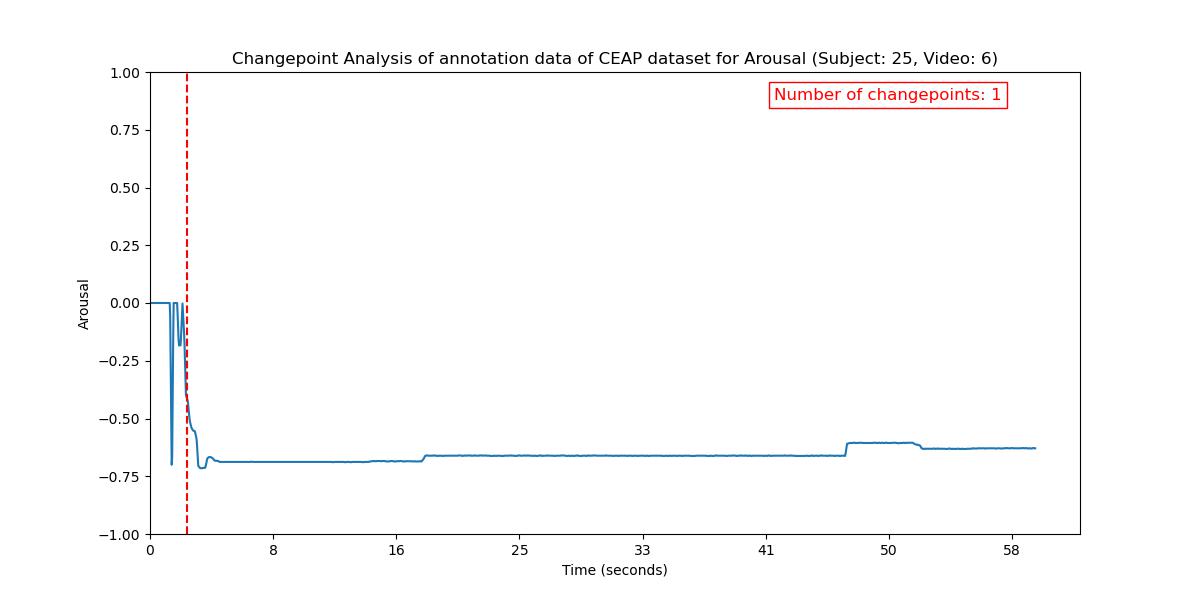 Changepoint Analysis of annotation data of CEAP dataset for Arousal (Subject: 25, Video: 6)
Number of changepoints: 1
1.00
0.75
0.50
0.25
0.00
−0.25
−0.50
−0.75
−1.00
Arousal
0 8 16 25 33 41 50 58
Time (seconds)